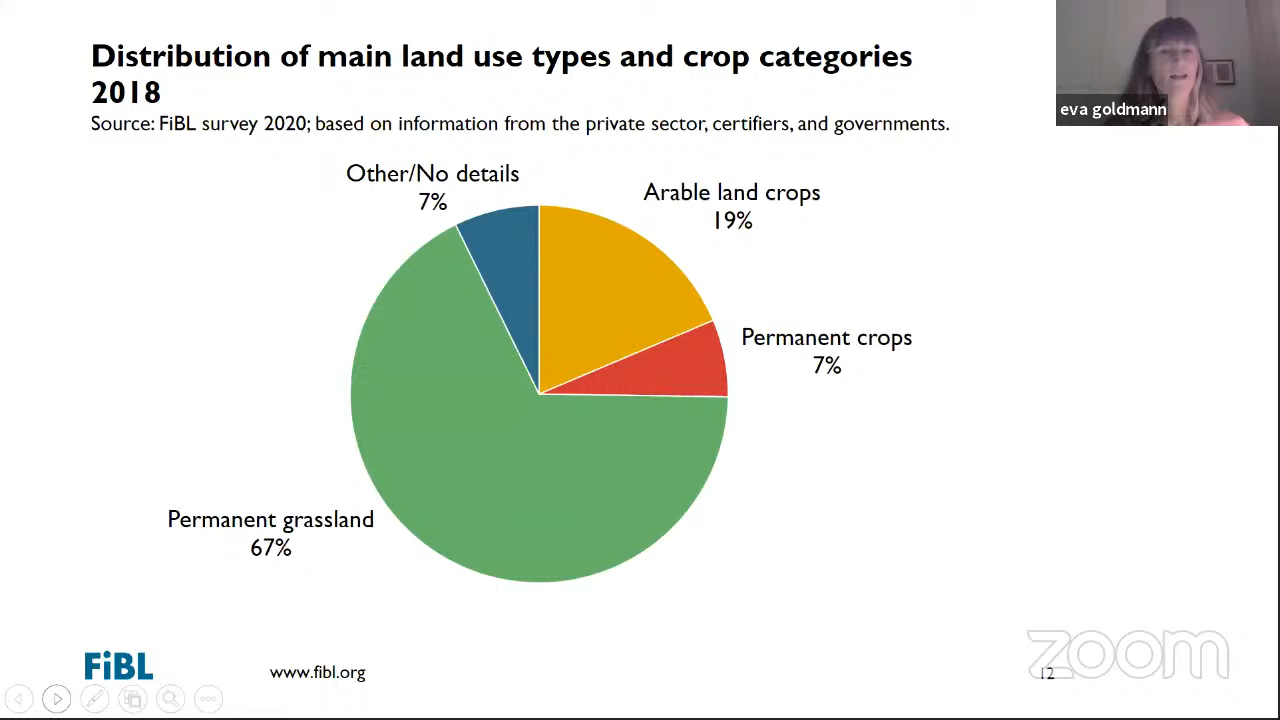 Distribution of main land use types and crop categories
2018
Source: FiBL survey 2020; based on information from the private sector, certifiers, and governments.
eva goldmann
Other/No details
7%
Arable land crops
19%
Permanent crops
7%
Permanent grassland
67%
FiBL
www.fibl.org
12
zoom